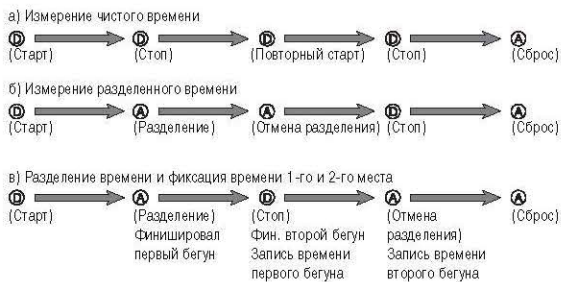 а) Измерение чистого времени
D D D D A
(Старт) (Стоп) (Повторный старт) (Стоп) (Сброс)
б) Измерение разделенного времени
D A A D A
(Старт) (Разделение) (Отмена разделения) (Стоп) (Сброс)
в) Разделение времени и фиксация времени 1-го и 2-го места
D A D A A
(Старт) (Разделение) (Стоп) (Отмена (Сброс)
Финишировал Фин. второй бегун разделения)
первый бегун Запись времени Запись времени
первого бегуна второго бегуна